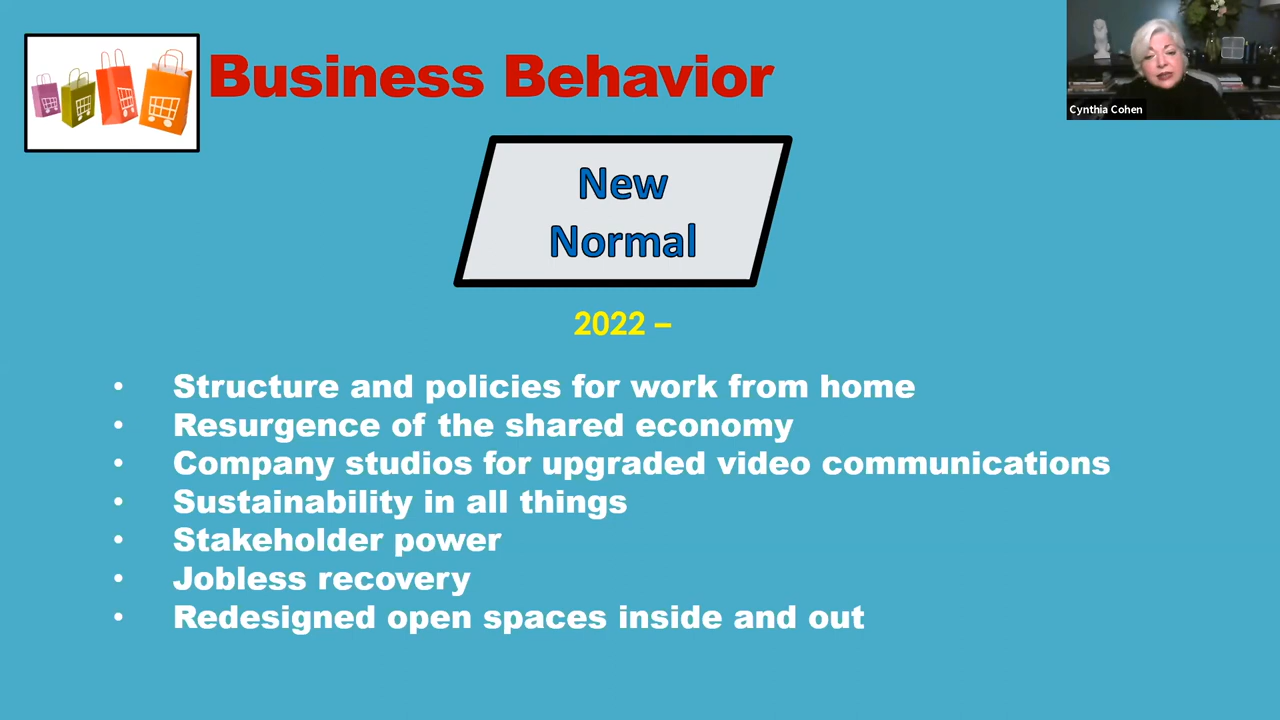 Business Behavior
Cynthia Cohen
New
Normal
2022 –
• Structure and policies for work from home
• Resurgence of the shared economy
• Company studios for upgraded video communications
• Sustainability in all things
• Stakeholder power
• Jobless recovery
• Redesigned open spaces inside and out